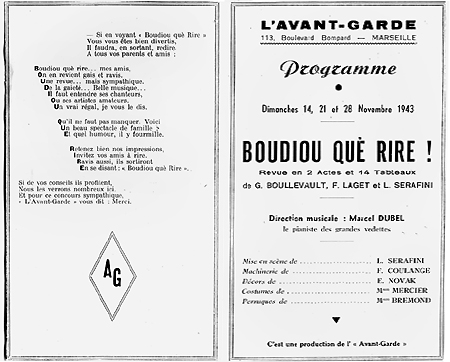 — Si en voyant « Boudiou què Rire »
Vous vous êtes bien divertis,
Il faudra, en sortant, redire
A tous vos parents et amis :
Boudiou què rire... mes amis,
On en revient gais et ravis.
Une revue... mais sympathique.
De la gaieté... Belle musique...
Il faut entendre ses chanteurs,
Ou ses artistes amateurs.
Un vrai régal, je vous le dis.
Qu'il ne faut pas manquer. Voici
Un beau spectacle de famille ?
Et quel humour, il y fourmille.
Retenez bien nos impressions,
Invitez vos amis à rire.
Ravis aussi, ils sortiront
En se disant : « Boudiou què Rire ».
Si de vos conseils ils profitent,
Nous les verrons nombreux ici.
Et pour ce concours sympathique,
« L'Avant-Garde » vous dit : Merci.
AG
L'AVANT-GARDE
113, Boulevard Bompard — MARSEILLE
Programme
Dimanches 14, 21 et 28 Novembre 1943
BOUDIOU QUÈ RIRE !
Revue en 2 Actes et 14 Tableaux
de G. BOULLEVAULT, F. LAGET et L. SERAFINI
Direction musicale : Marcel DUBEL
le pianiste des grandes vedettes
Mise en scène de - - - - - L. SERAFINI
Machinerie de - - - - - F. COULANGE
Décors de - - - - - E. NOVAK
Costumes de - - - - - Mme MERCIER
Perruques de - - - - - Mme BREMOND
C'est une production de l' « Avant-Garde »